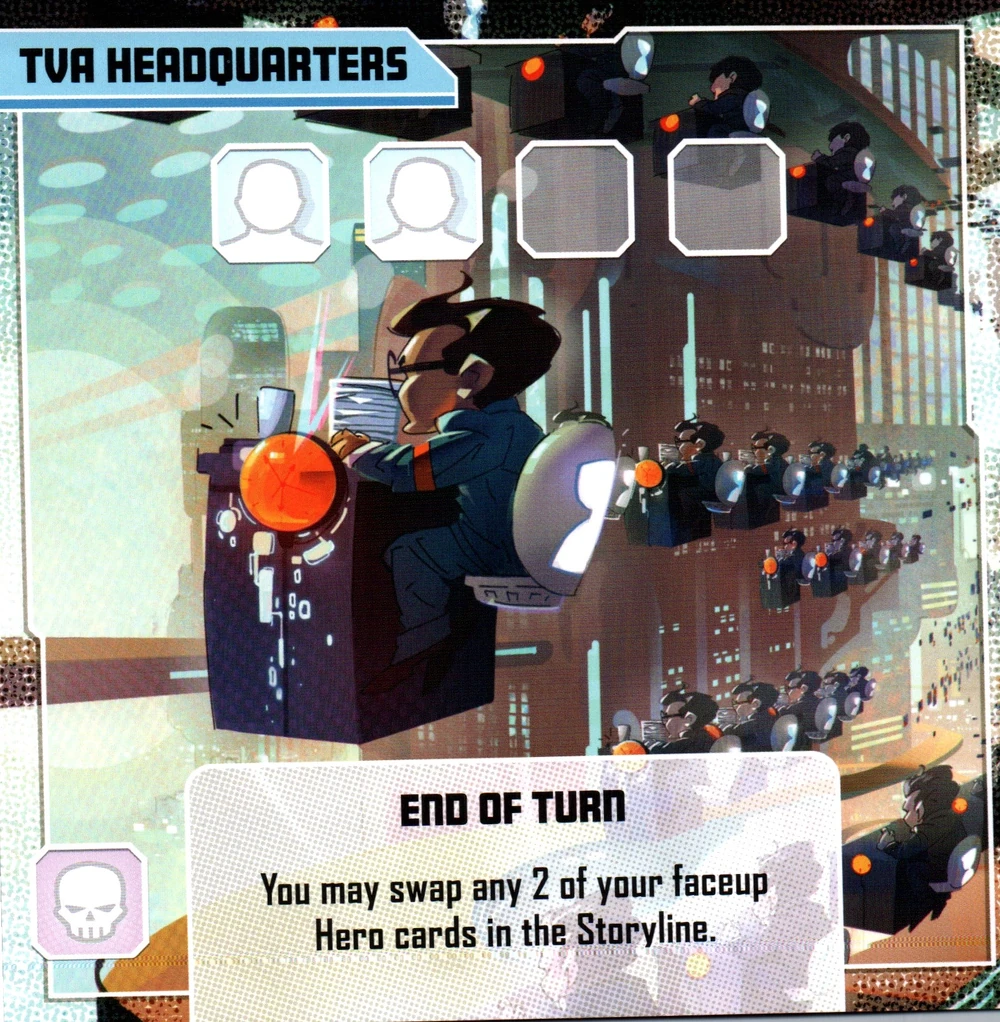 TVA HEADQUARTERS
END OF TURN
You may swap any 2 of your faceup
Hero cards in the Storyline.